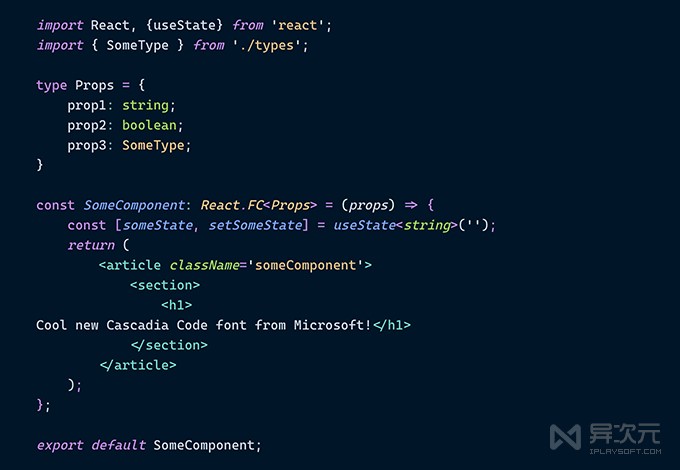 import React, {useState} from 'react';
import { SomeType } from './types';

type Props = {
    prop1: string;
    prop2: boolean;
    prop3: SomeType;
}

const SomeComponent: React.FC<Props> = (props) => {
    const [someState, setSomeState] = useState<string>('');
    return (
        <article className='someComponent'>
            <section>
                <h1>
Cool new Cascadia Code font from Microsoft!</h1>
            </section>
        </article>
    );
};

export default SomeComponent;
异次元
IPLAYSOFT.COM